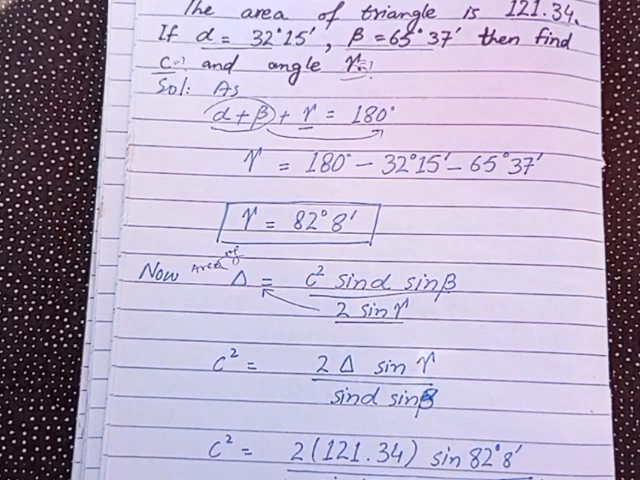 The area of triangle is 121.34.
If α = 32°15', β = 65°37' then find
c=? and angle γ=?
Sol: As
α+β + γ = 180°
γ = 180° - 32°15' - 65°37'
γ = 82°8'
Now Area of Δ = c² sinα sinβ
2 sinγ
c² = 2 Δ sin γ
sinα sinβ
c² = 2(121.34) sin 82°8'